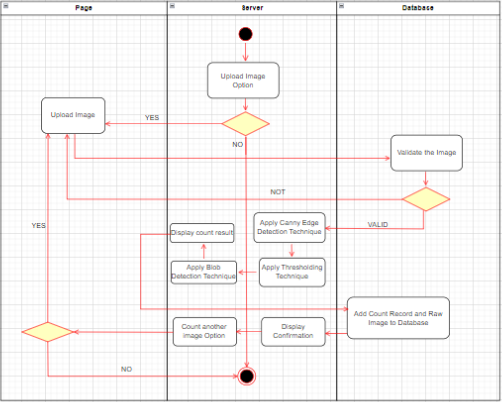 Page
Server
Database
Upload Image
Option
Upload Image
YES
NO
Validate the Image
NOT
VALID
YES
Display count result
Apply Canny Edge
Detection Technique
Apply Blob
Detection Technique
Apply Thresholding
Technique
Add Count Record and Raw
Image to Database
Count another
image Option
Display
Confirmation
NO